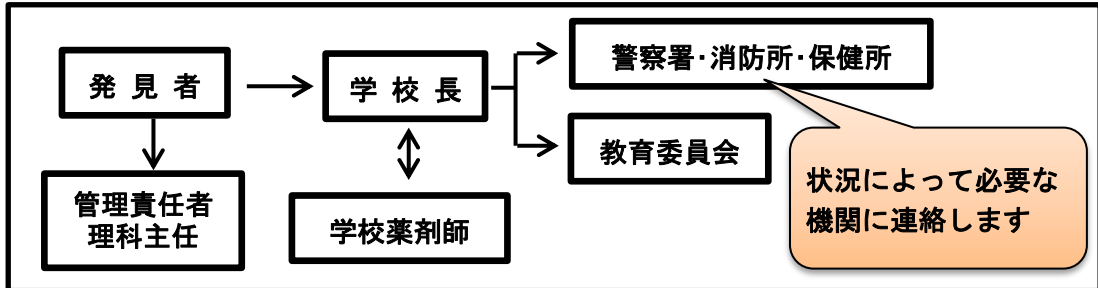 発見者
学校長
警察署・消防所・保健所
教育委員会
管理責任者
理科主任
学校薬剤師
状況によって必要な
機関に連絡します